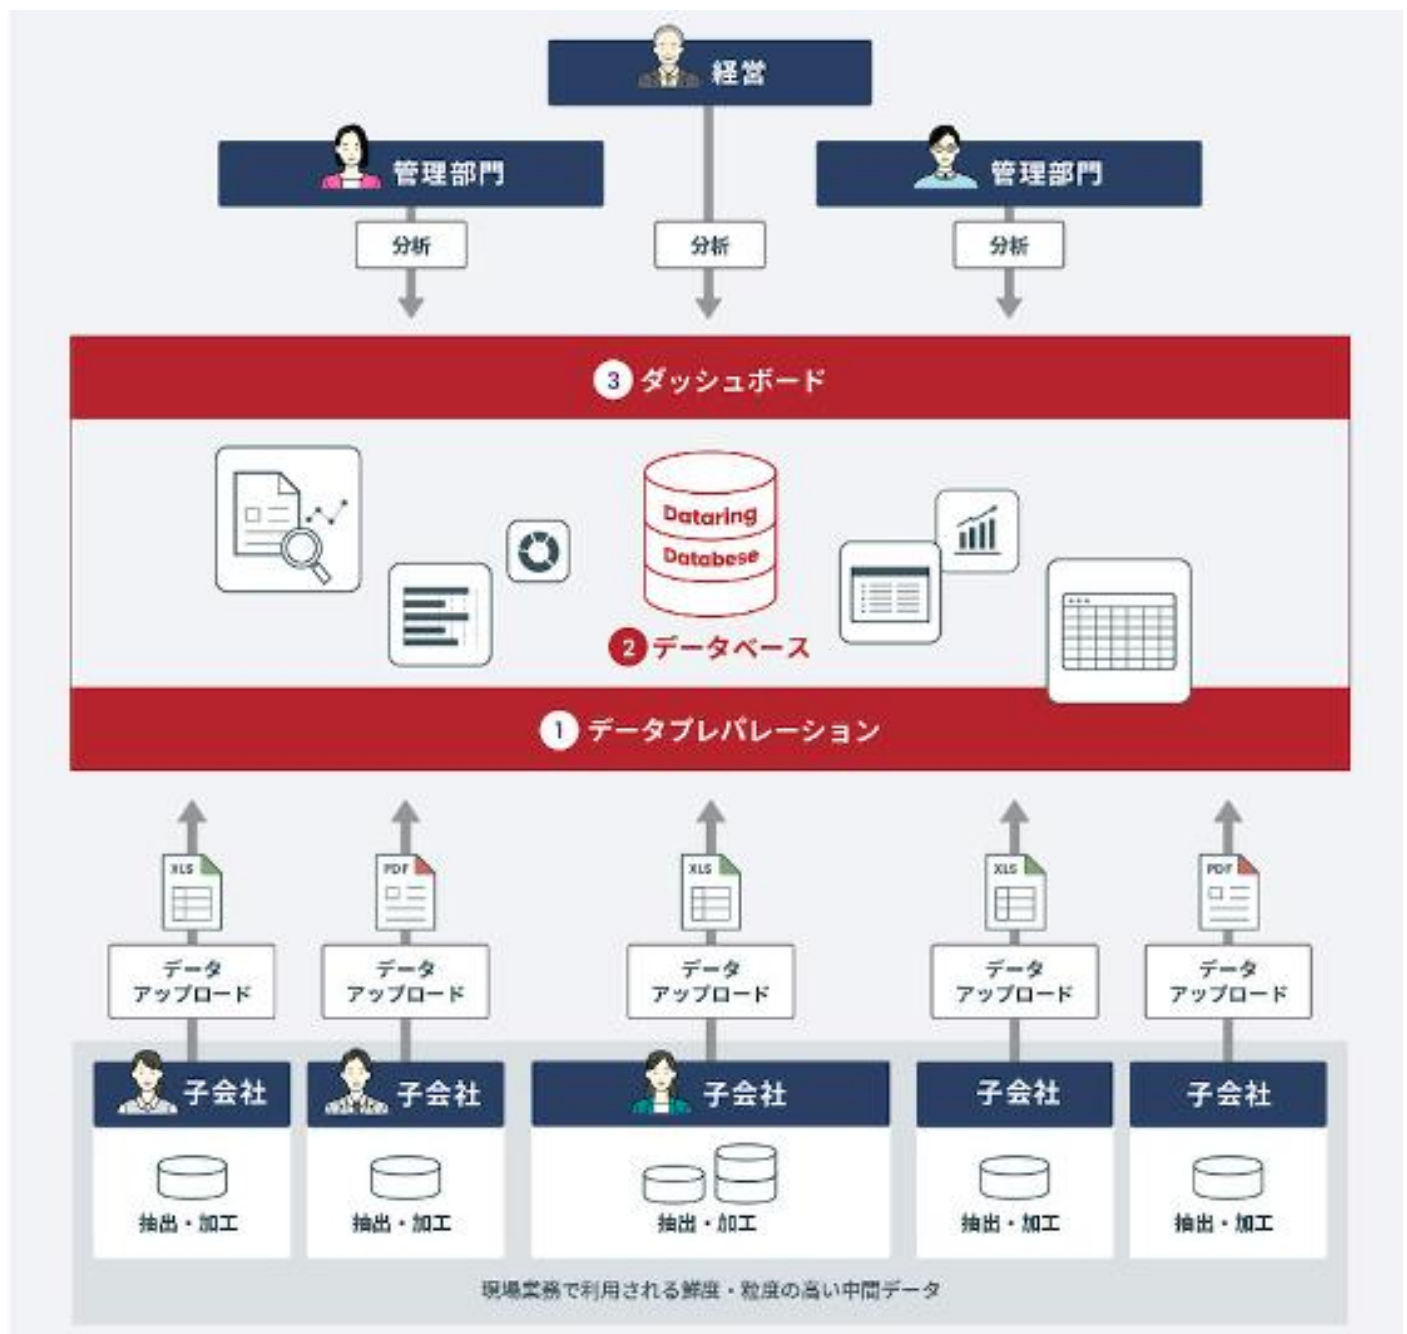 経営
管理部門
管理部門
分析
分析
分析
3 ダッシュボード
Dataring
Databese
2 データベース
1 データプレパレーション
XLS
PDF
XLS
XLS
PDF
データ
アップロード
データ
アップロード
データ
アップロード
データ
アップロード
データ
アップロード
子会社
子会社
子会社
子会社
子会社
抽出・加工
抽出・加工
抽出・加工
抽出・加工
抽出・加工
現場業務で利用される鮮度・粒度の高い中間データ